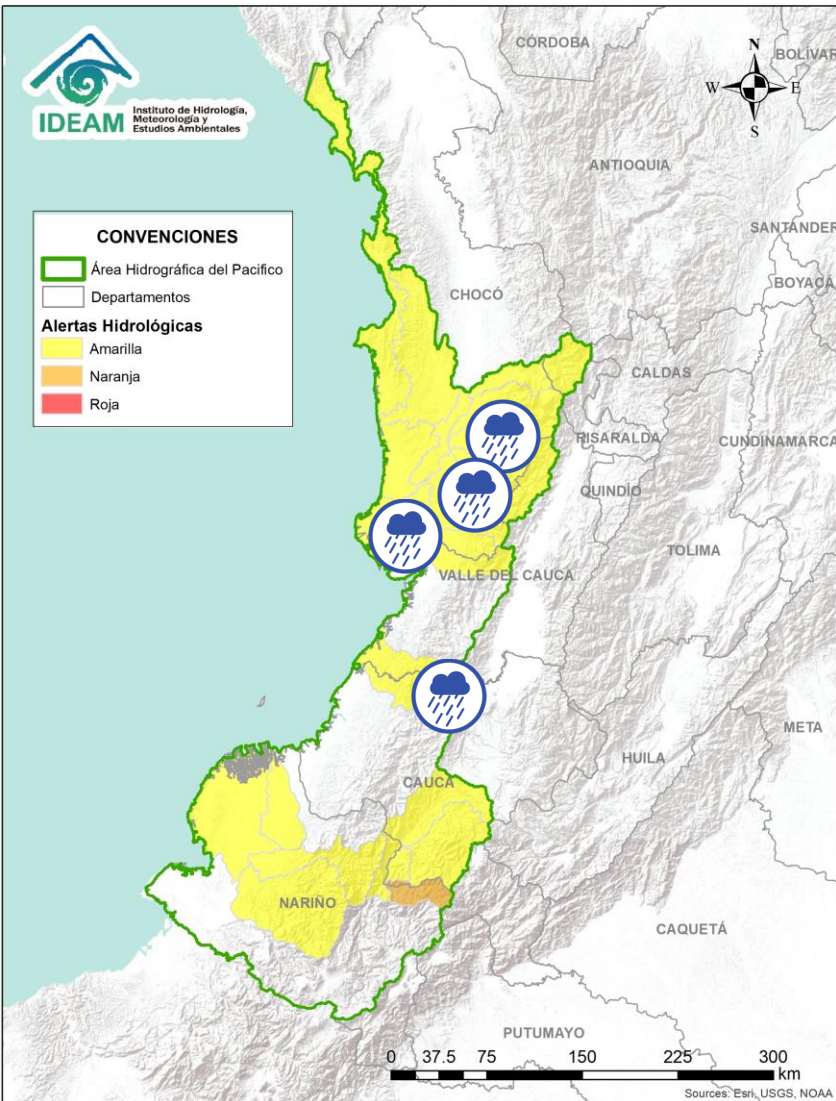 CÓRDOBA
BOLÍVAR
N
W
E
S
IDEAM
Instituto de Hidrología,
Meteorología y
Estudios Ambientales
ANTIOQUIA
SANTANDER
BOYACÁ
CONVENCIONES
Área Hidrográfica del Pacifico
Departamentos
Alertas Hidrológicas
Amarilla
Naranja
Roja
CHOCÓ
CALDAS
RISARALDA
CUNDINAMARCA
QUINDÍO
TOLIMA
VALLE DEL CAUCA
META
HUILA
CAUCA
NARIÑO
CAQUETÁ
PUTUMAYO
0 37.5 75 150 225 300
km
Sources: Esri, USGS, NOAA